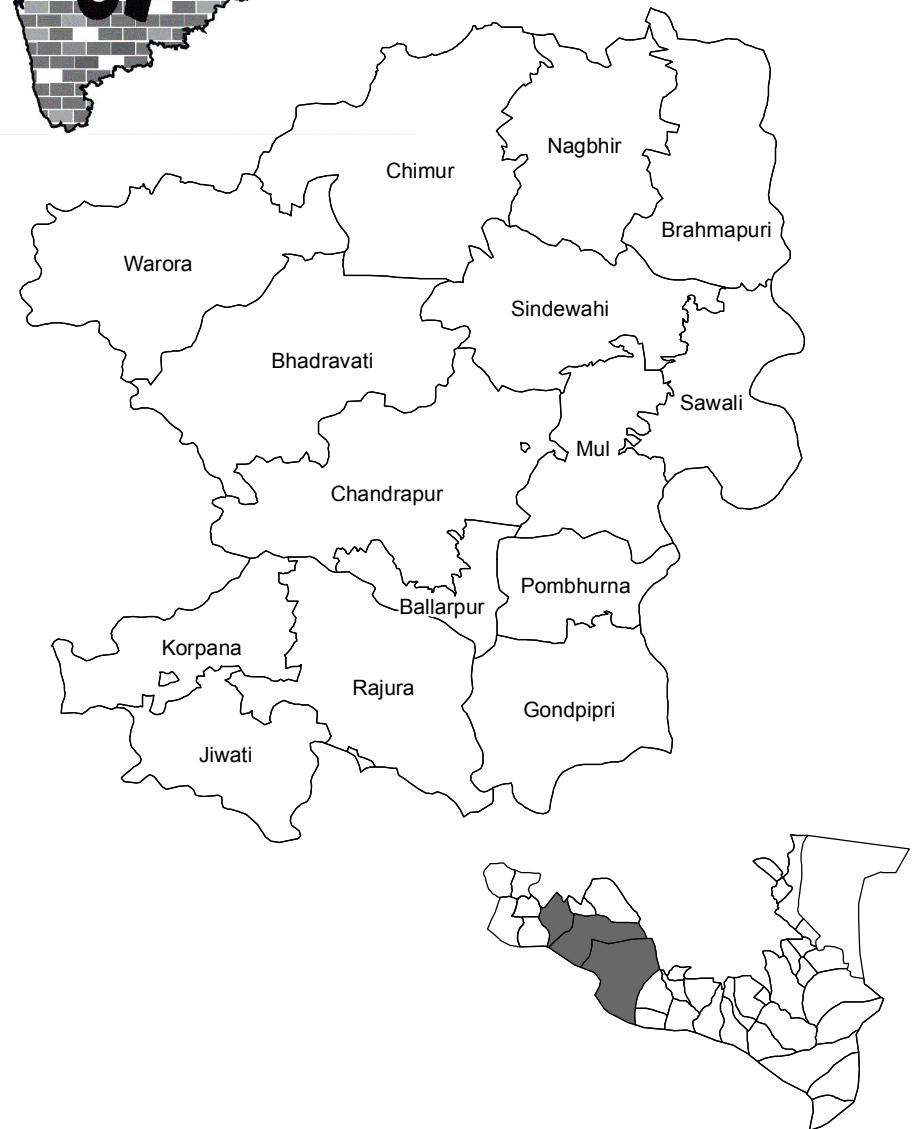 Nagbhir
Chimur
Brahmapuri
Warora
Sindewahi
Bhadravati
Sawali
Mul
Chandrapur
Pombhurna
Ballarpur
Korpana
Rajura
Gondpipri
Jiwati